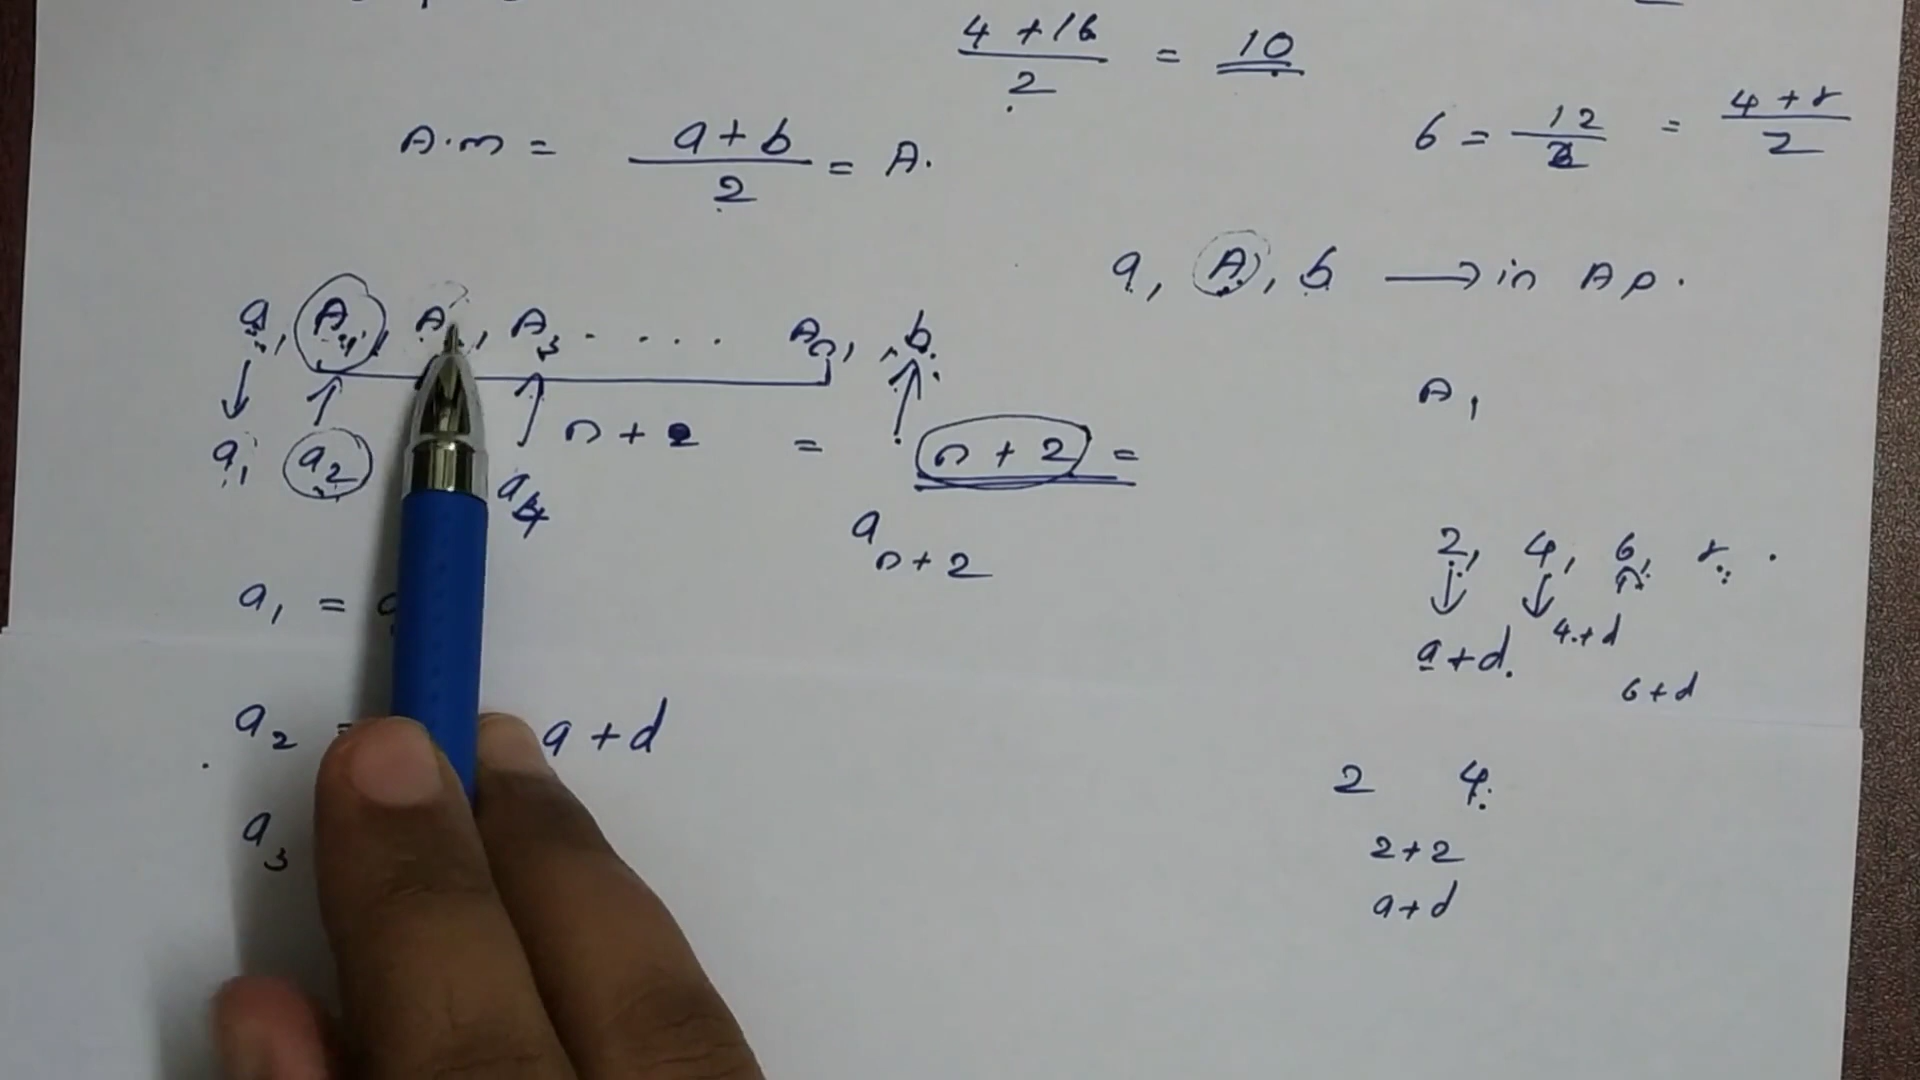 4 + 16 / 2 = 10
6 = 12 / 2 = 4 + 8 / 2
A.m = a + b / 2 = A.
a, A, b → in A p.
a, A1, A2, A3 . . . . An, b.
A1
a1 a2 a4 n + 2 = n + 2 =
a n+2
2, 4, 6, 8 .
a1 =
a+d. 4+d
6+d
a2 = a + d
2 4
a3
2+2
a+d